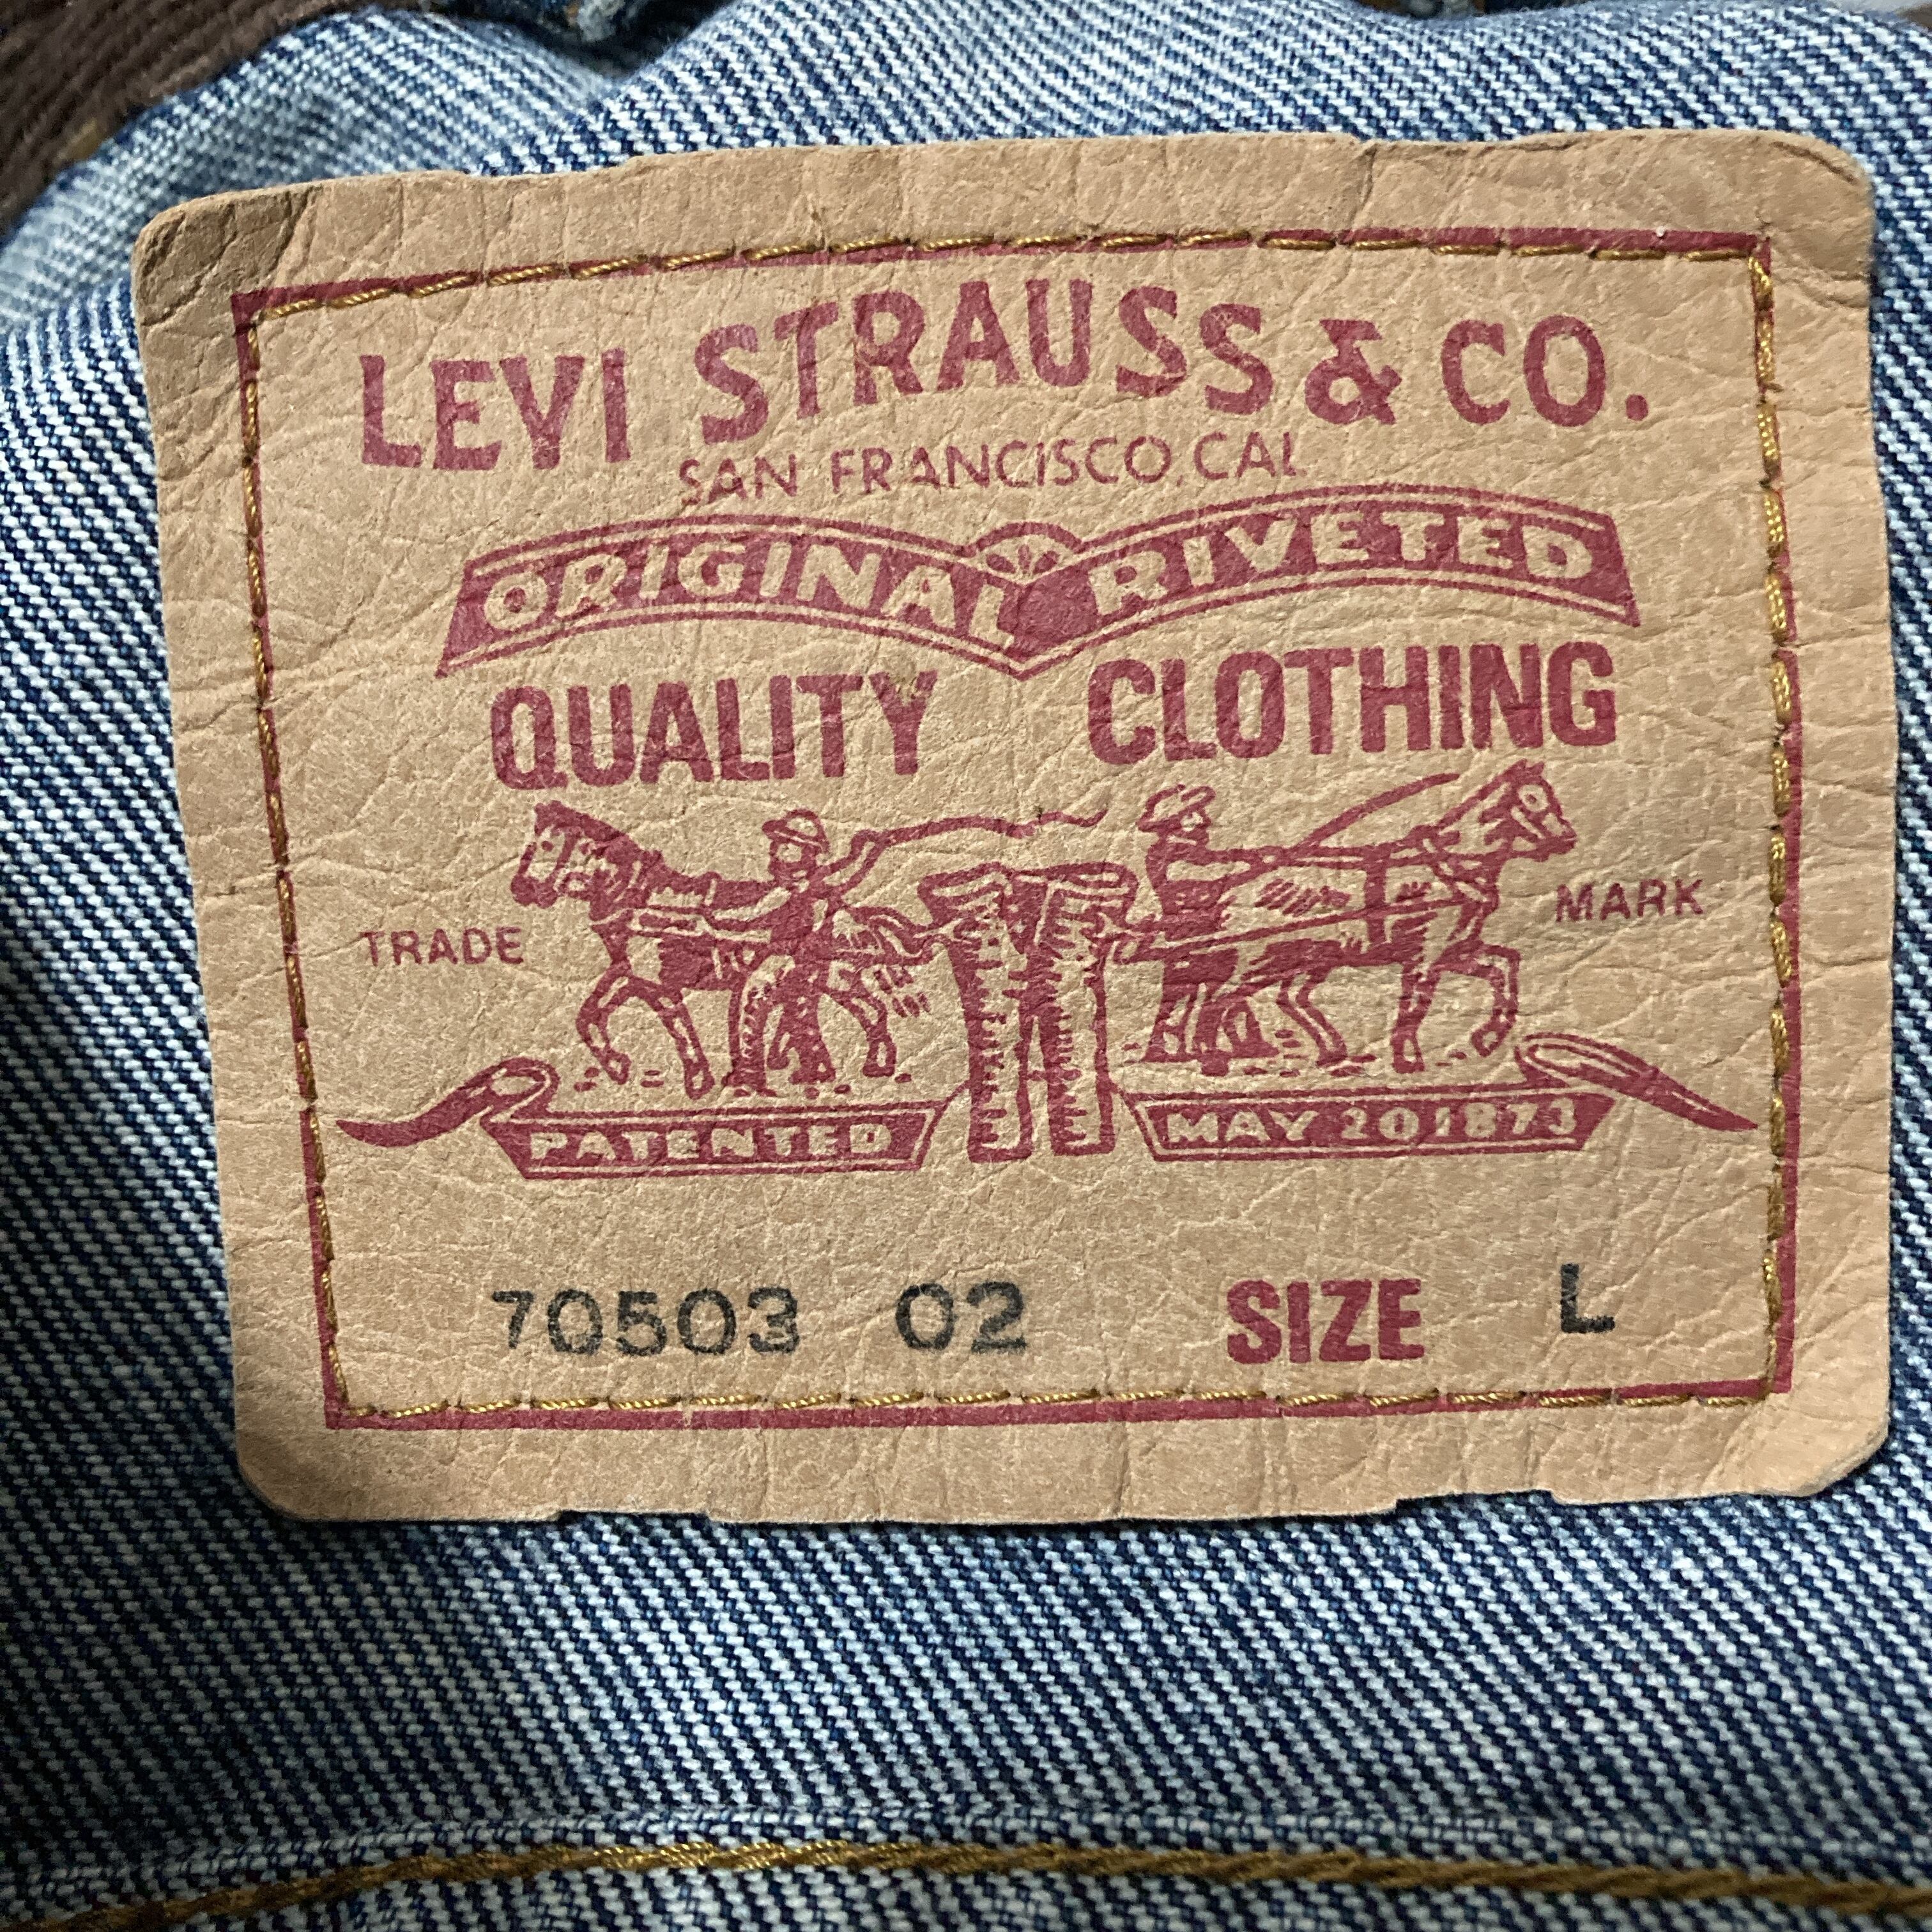 LEVI STRAUSS & CO.
SAN FRANCISCO, CAL
ORIGINAL RIVETED
QUALITY CLOTHING
TRADE MARK
PATENTED MAY 20 1873
70503 02 SIZE L